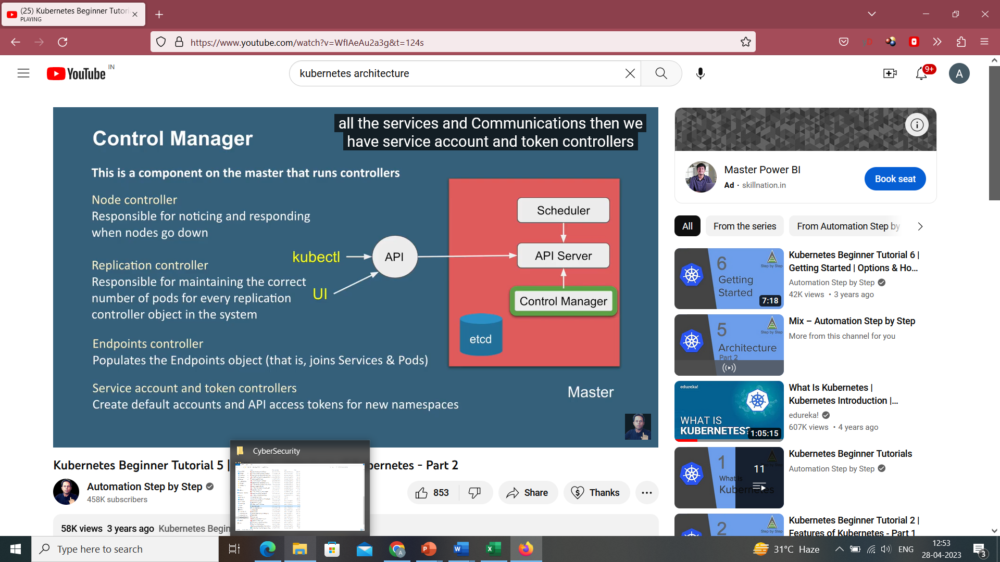 (25) Kubernetes Beginner Tutori
PLAYING
https://www.youtube.com/watch?v=WfIAeAu2a3g&t=124s
YouTube IN
kubernetes architecture
9+
A
all the services and Communications then we
have service account and token controllers
Control Manager
This is a component on the master that runs controllers
Node controller
Responsible for noticing and responding
when nodes go down
Replication controller
Responsible for maintaining the correct
number of pods for every replication
controller object in the system
Endpoints controller
Populates the Endpoints object (that is, joins Services & Pods)
Service account and token controllers
Create default accounts and API access tokens for new namespaces
kubectl
UI
API
Scheduler
API Server
Control Manager
etcd
Master
Master Power BI
Ad · skillnation.in
Book seat
All
From the series
From Automation Step by
6
Getting
Started
Step by Step
7:18
Kubernetes Beginner Tutorial 6 |
Getting Started | Options & Ho...
Automation Step by Step
42K views • 3 years ago
5
Architecture
Part 2
Step by Step
Mix – Automation Step by Step
More from this channel for you
edureka!
WHAT IS
KUBERNETES?
1:05:15
What Is Kubernetes |
Kubernetes Introduction |...
edureka!
607K views • 4 years ago
1
What is
Kubernetes
11
Kubernetes Beginner Tutorials
Automation Step by Step
2
Step by Step
Kubernetes Beginner Tutorial 2 |
Features of Kubernetes - Part 1
Kubernetes Beginner Tutorial 5 |
bernetes - Part 2
Automation Step by Step
458K subscribers
853
Share
Thanks
58K views 3 years ago Kubernetes Begin
CyberSecurity
Type here to search
31°C Haze
ENG
12:53
28-04-2023
3